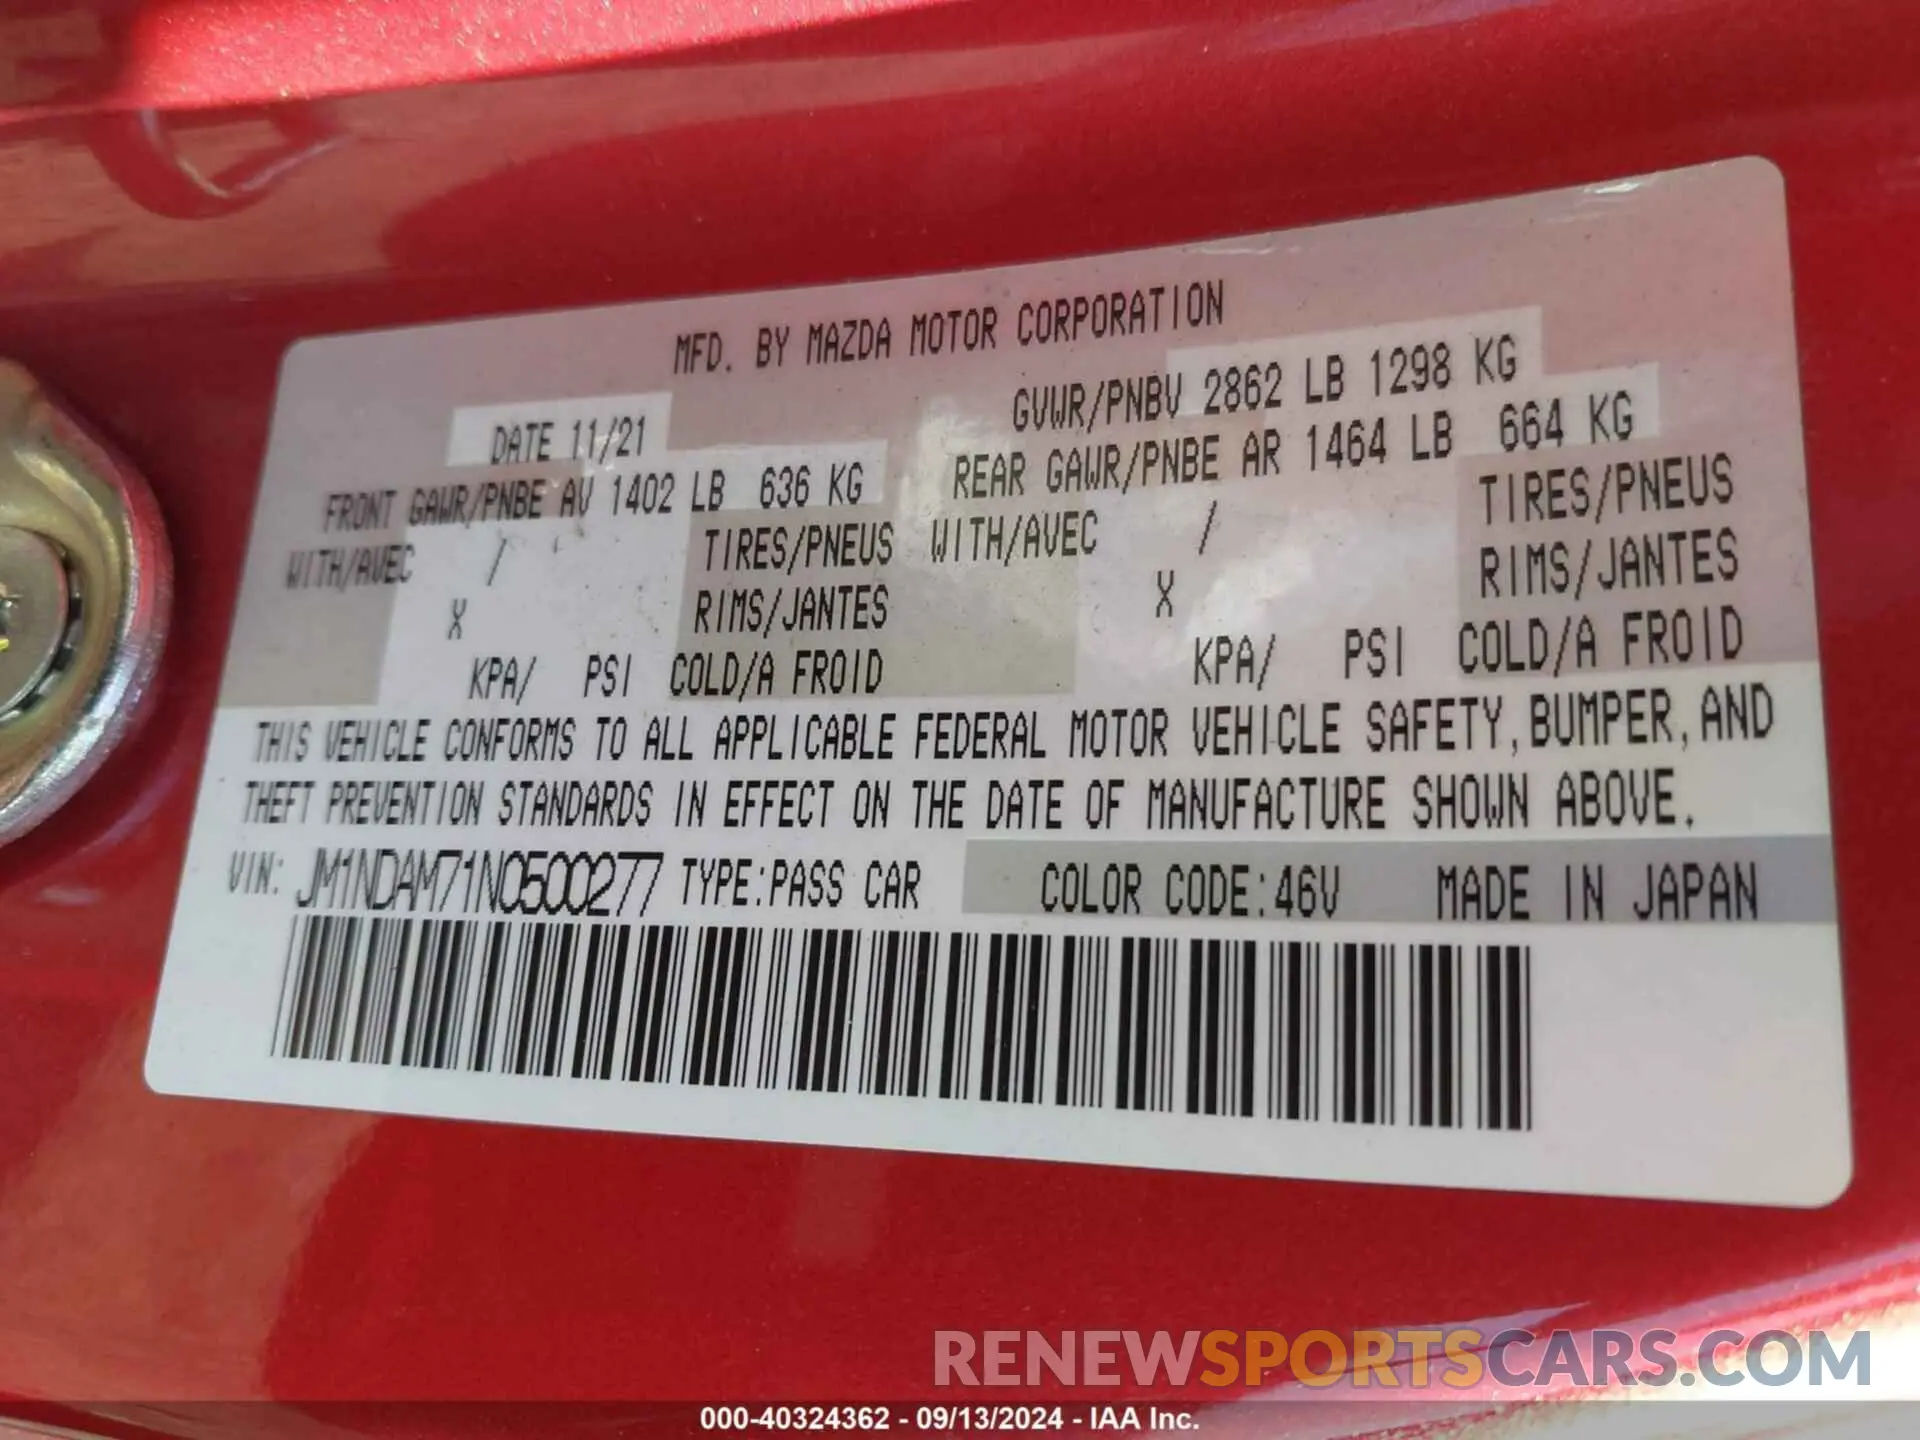 MFD. BY MAZDA MOTOR CORPORATION
DATE 11/21 GVWR/PNBV 2862 LB 1298 KG
FRONT GAWR/PNBE AV 1402 LB 636 KG REAR GAWR/PNBE AR 1464 LB 664 KG
WITH/AVEC / TIRES/PNEUS WITH/AVEC / TIRES/PNEUS
X RIMS/JANTES X RIMS/JANTES
KPA/ PSI COLD/A FROID KPA/ PSI COLD/A FROID
THIS VEHICLE CONFORMS TO ALL APPLICABLE FEDERAL MOTOR VEHICLE SAFETY, BUMPER, AND
THEFT PREVENTION STANDARDS IN EFFECT ON THE DATE OF MANUFACTURE SHOWN ABOVE.
VIN: JM1NDAM71N0500277 TYPE:PASS CAR COLOR CODE:46V MADE IN JAPAN
RENEWSPORTSCARS.COM
000-40324362 - 09/13/2024 - IAA Inc.